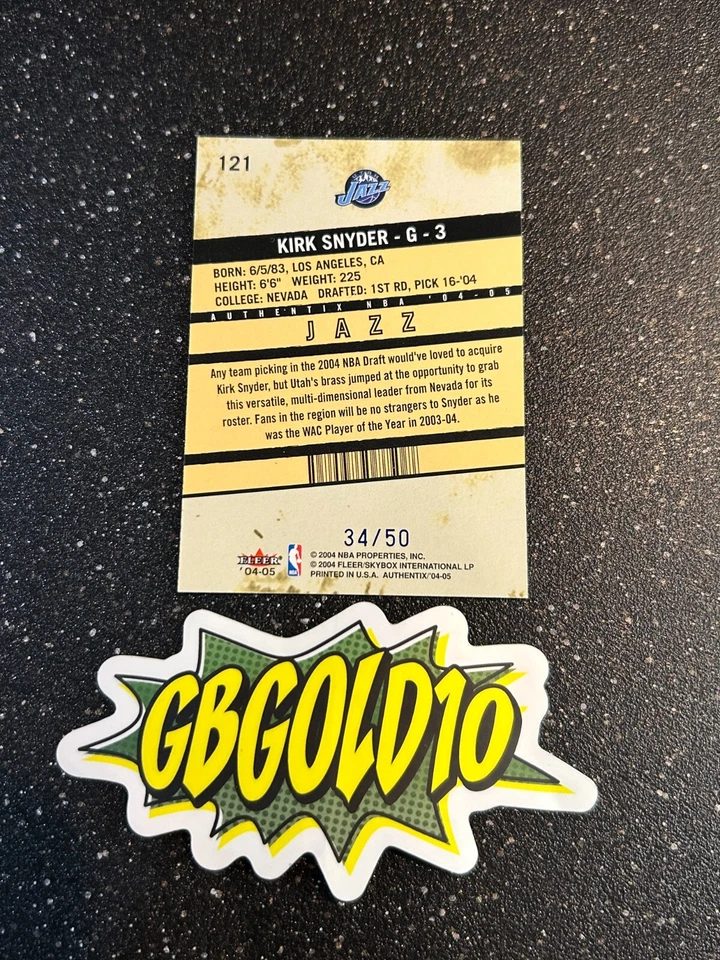 121
JAZZ
KIRK SNYDER - G - 3
BORN: 6/5/83, LOS ANGELES, CA
HEIGHT: 6'6" WEIGHT: 225
COLLEGE: NEVADA DRAFTED: 1ST RD, PICK 16-'04
AUTHENTIX NBA '04-05
JAZZ
Any team picking in the 2004 NBA Draft would've loved to acquire
Kirk Snyder, but Utah's brass jumped at the opportunity to grab
this versatile, multi-dimensional leader from Nevada for its
roster. Fans in the region will be no strangers to Snyder as he
was the WAC Player of the Year in 2003-04.
34/50
FLEER
'04-05
© 2004 NBA PROPERTIES, INC.
© 2004 FLEER/SKYBOX INTERNATIONAL LP
PRINTED IN U.S.A. AUTHENTIX/'04-05
GBGOLD10